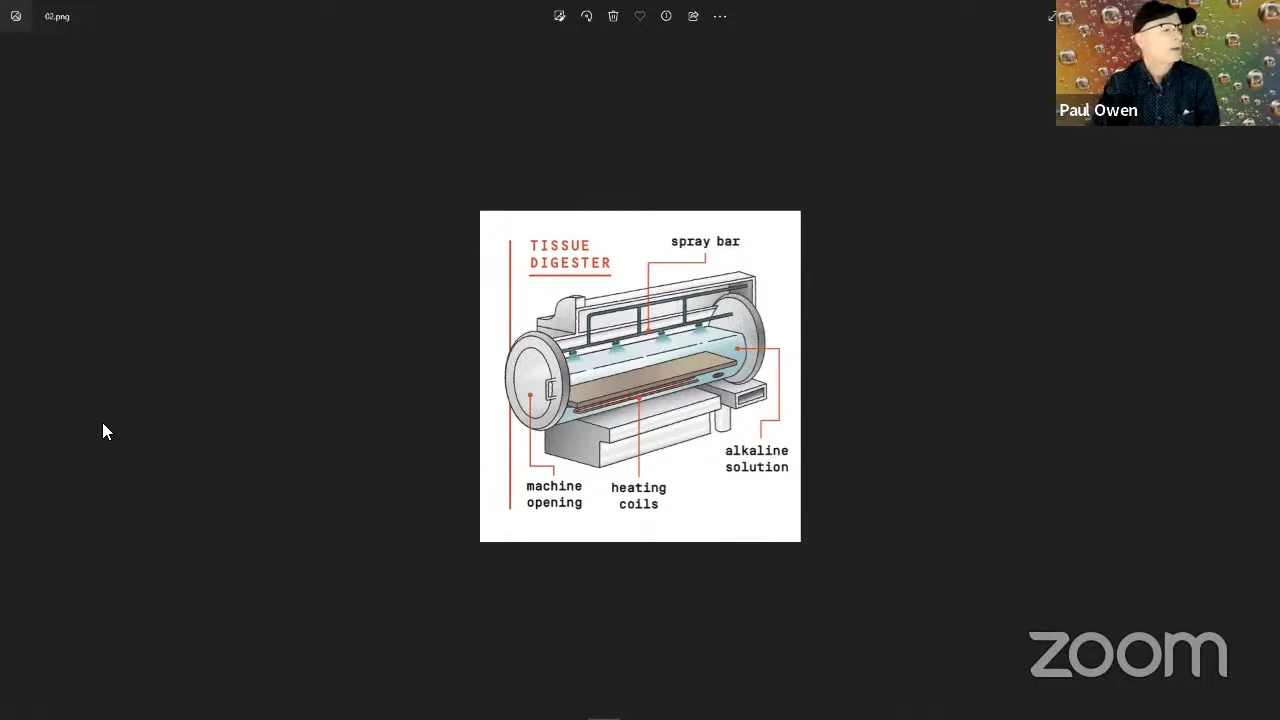 02.png
Paul Owen
TISSUE
DIGESTER
spray bar
alkaline
solution
machine
opening
heating
coils
zoom